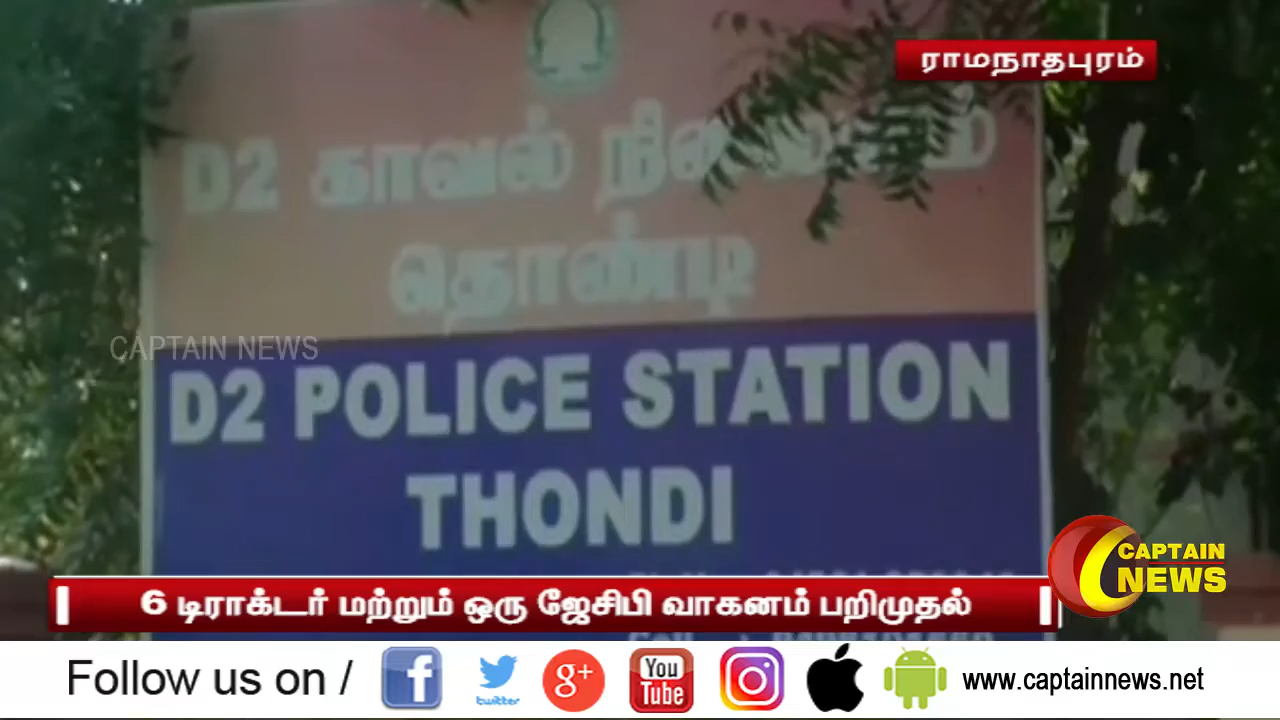 ராமநாதபுரம்
D2 காவல் நிலையம்
தொண்டி
CAPTAIN NEWS
D2 POLICE STATION
THONDI
CAPTAIN
NEWS
6 டிராக்டர் மற்றும் ஒரு ஜேசிபி வாகனம் பறிமுதல்
Follow us on /
twitter
g+
You
Tube
www.captainnews.net